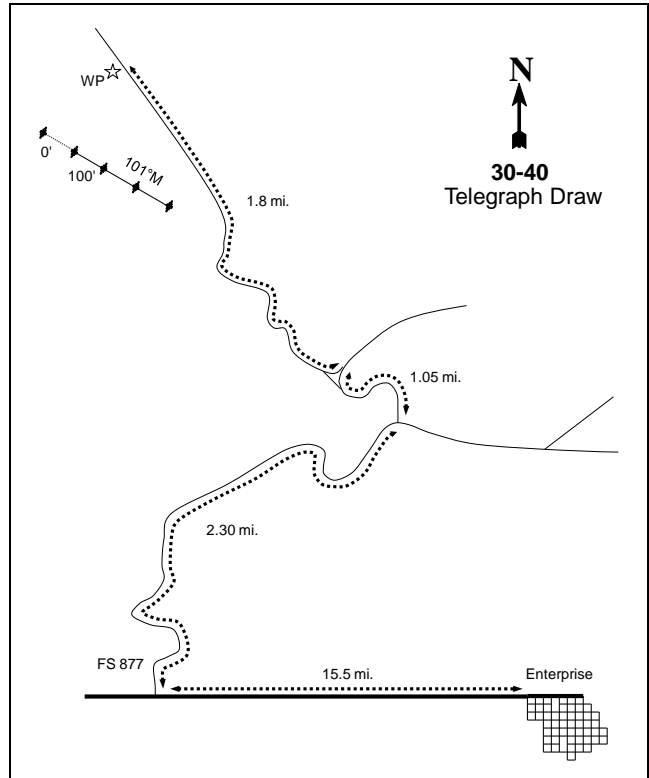 N
WP
0'
100'
101°M
30-40
Telegraph Draw
1.8 mi.
1.05 mi.
2.30 mi.
FS 877
15.5 mi.
Enterprise